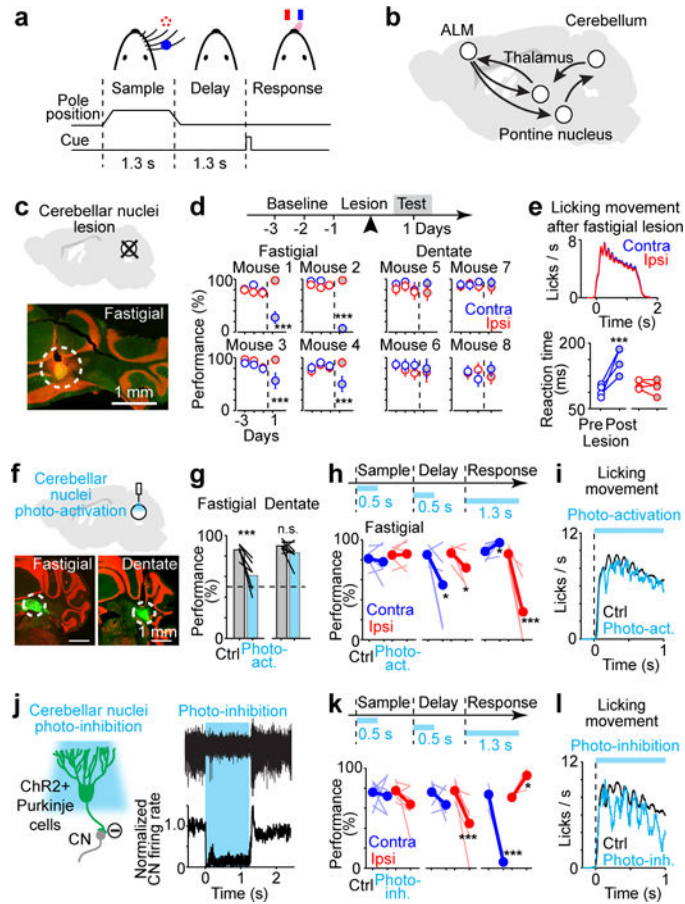 a
Sample
Delay
Response
Pole
position
Cue
1.3 s
1.3 s
b
Cerebellum
ALM
Thalamus
Pontine nucleus
c
Cerebellar nuclei
lesion
Fastigial
1 mm
d
Baseline
Lesion
Test
-3
-2
-1
1 Days
Fastigial
Dentate
Mouse 1
Mouse 2
Mouse 5
Mouse 7
Performance (%)
100
0
***
***
Contra
Ipsi
Mouse 3
Mouse 4
Mouse 6
Mouse 8
Performance (%)
100
0
***
***
-3
1
Days
e
Licking movement
after fastigial lesion
Licks / s
8
0
Contra
Ipsi
0
2
Time (s)
Reaction time
(ms)
200
50
***
Pre Post
Lesion
f
Cerebellar
nuclei
photo-activation
Fastigial
Dentate
1 mm
g
Fastigial
Dentate
***
n.s.
Performance
(%)
100
0
Ctrl
Photo-
act.
h
Sample
Delay
Response
0.5 s
0.5 s
1.3 s
Fastigial
Performance
(%)
100
0
Contra
Ipsi
*
*
*
***
Ctrl
Photo-
act.
i
Licking
movement
Photo-activation
Licks / s
12
0
Ctrl
Photo-act.
0
1
Time (s)
j
Cerebellar nuclei
photo-inhibition
ChR2+
Purkinje
cells
CN
Photo-inhibition
Normalized
CN firing rate
1.0
0
0
1
2
Time (s)
k
Sample
Delay
Response
0.5 s
0.5 s
1.3 s
Performance
(%)
100
0
Contra
Ipsi
***
***
*
Ctrl
Photo-
inh.
l
Licking
movement
Photo-inhibition
Licks / s
12
0
Ctrl
Photo-inh.
0
1
Time (s)